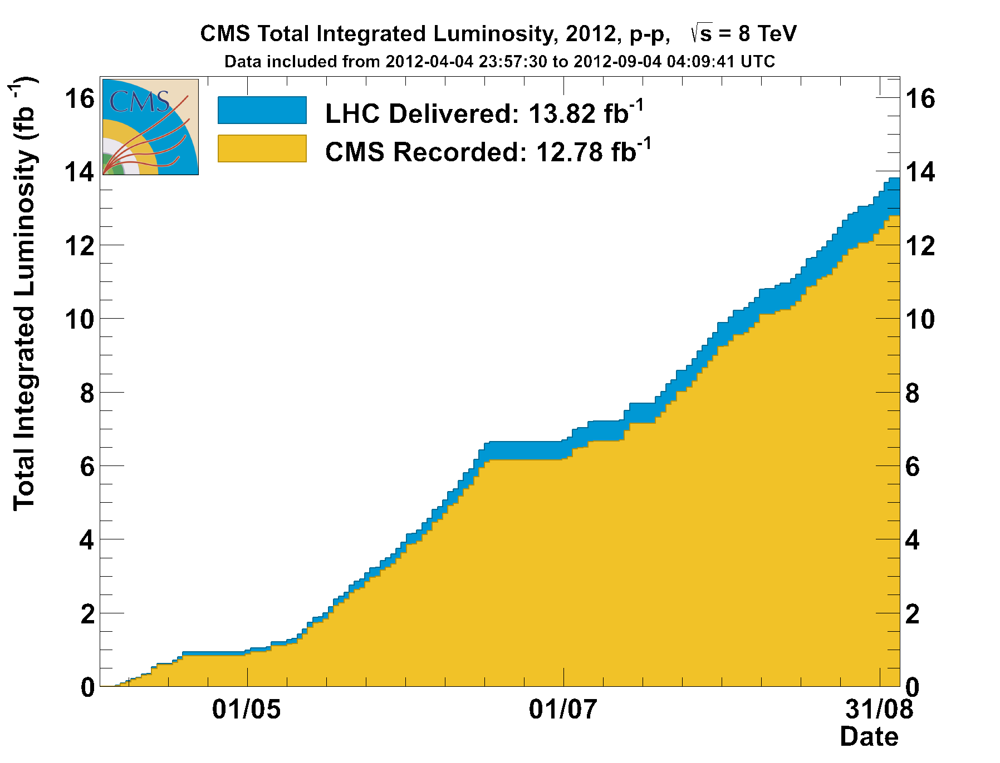 CMS Total Integrated Luminosity, 2012, p-p, √s = 8 TeV
Data included from 2012-04-04 23:57:30 to 2012-09-04 04:09:41 UTC
CMS
LHC Delivered: 13.82 fb⁻¹
CMS Recorded: 12.78 fb⁻¹
Total Integrated Luminosity (fb ⁻¹)
16 16
14 14
12 12
10 10
8 8
6 6
4 4
2 2
0 0
01/05 01/07 31/08
Date